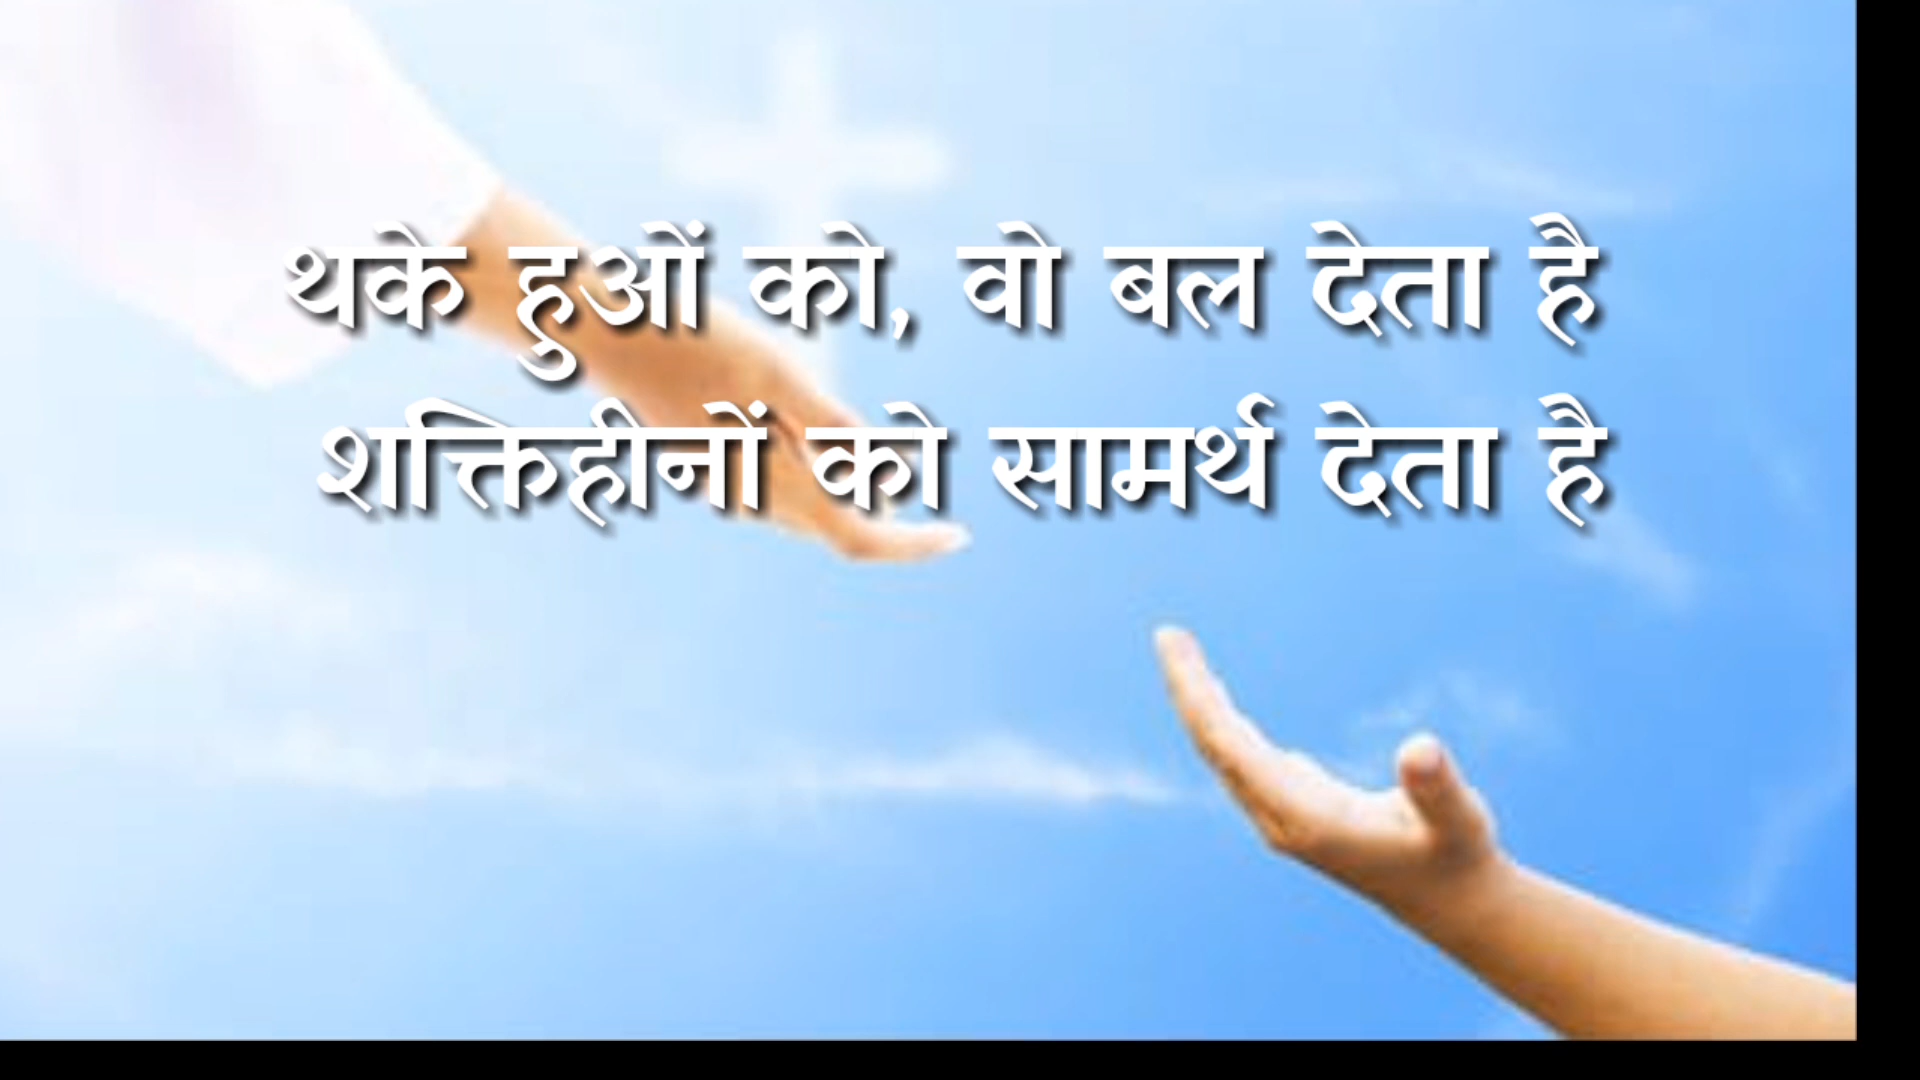 थके हुओं को, वो बल देता है
शक्तिहीनों को सामर्थ देता है